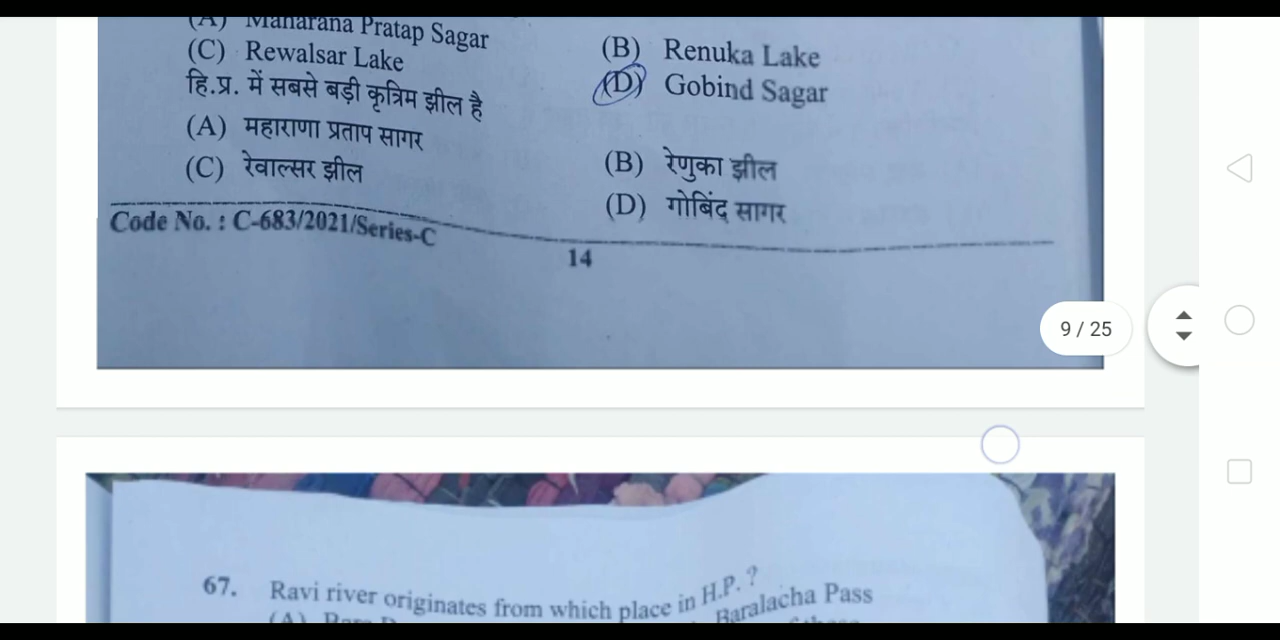 (A) Maharana Pratap Sagar
(B) Renuka Lake
(C) Rewalsar Lake
(D) Gobind Sagar
हि.प्र. में सबसे बड़ी कृत्रिम झील है
(A) महाराणा प्रताप सागर
(B) रेणुका झील
(C) रेवाल्सर झील
(D) गोबिंद सागर
Code No. : C-683/2021/Series-C
14
9 / 25
67. Ravi river originates from which place in H.P. ?
(A)
Baralacha Pass